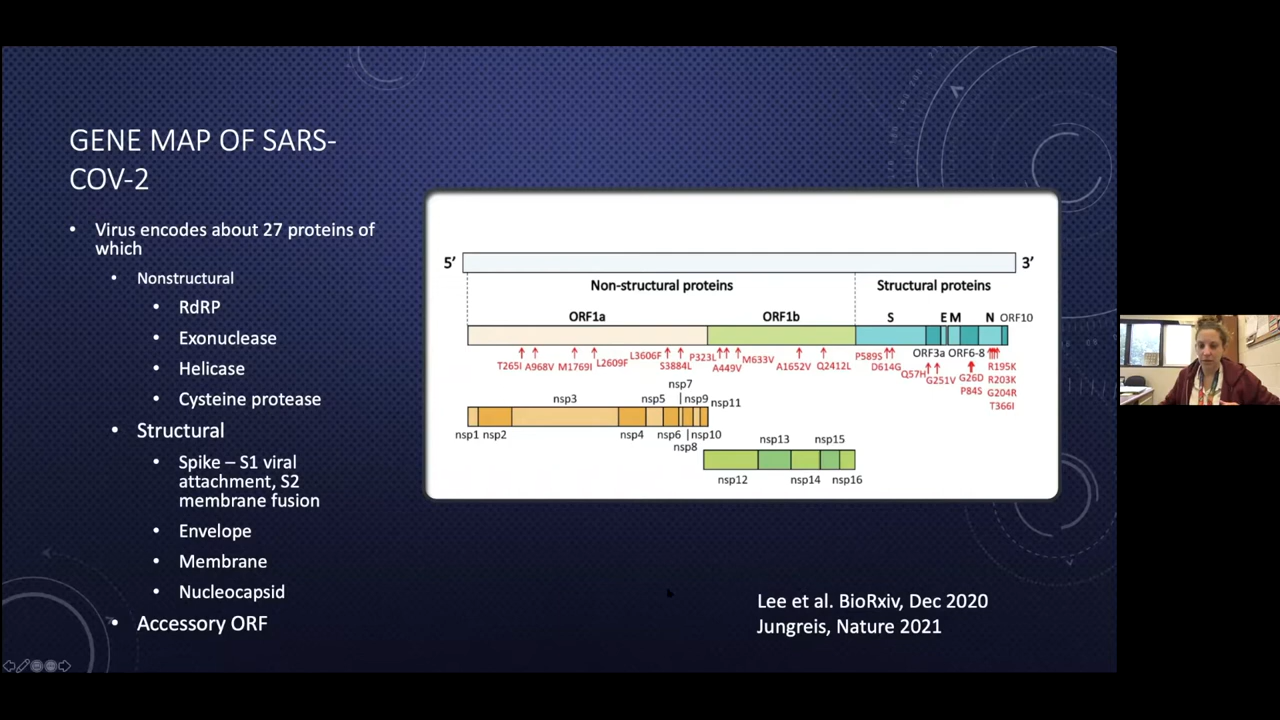 GENE MAP OF SARS-
COV-2
• Virus encodes about 27 proteins of
which
• Nonstructural
• RdRP
• Exonuclease
• Helicase
• Cysteine protease
• Structural
• Spike – S1 viral
attachment, S2
membrane fusion
• Envelope
• Membrane
• Nucleocapsid
• Accessory ORF
5’ 3’
Non-structural proteins Structural proteins
ORF1a ORF1b S E M N ORF10
ORF3a ORF6-8
T265I A968V M1769I L2609F L3606F S3884L P323L A449V M633V A1652V Q2412L P589S D614G Q57H G251V G26D P84S R195K
R203K
G204R
T366I
nsp7
nsp3 nsp5 nsp9 nsp11
nsp1 nsp2 nsp4 nsp6 nsp10
nsp8
nsp13 nsp15
nsp12 nsp14 nsp16
Lee et al. BioRxiv, Dec 2020
Jungreis, Nature 2021